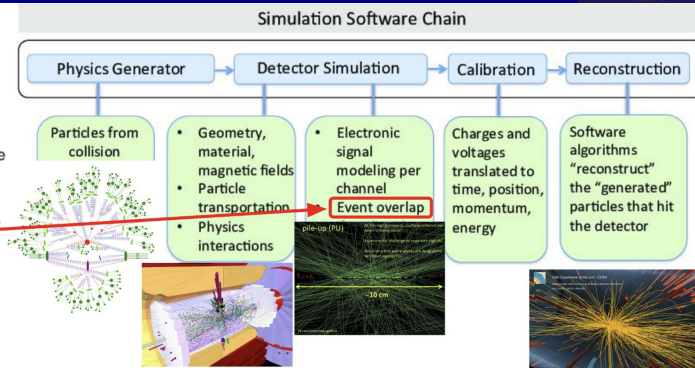 Simulation Software Chain
Physics Generator
Detector Simulation
Calibration
Reconstruction
Particles from
collision
• Geometry,
material,
magnetic fields
• Particle
transportation
• Physics
interactions
• Electronic
signal
modeling per
channel
Event overlap
Charges and
voltages
translated to
time, position,
momentum,
energy
Software
algorithms
"reconstruct"
the "generated"
particles that hit
the detector
e
pile-up (PU)
~10 cm